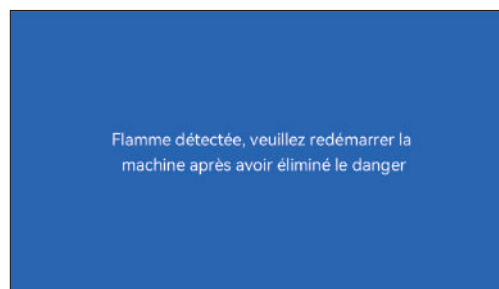 Flamme détectée, veuillez redémarrer la
machine après avoir éliminé le danger